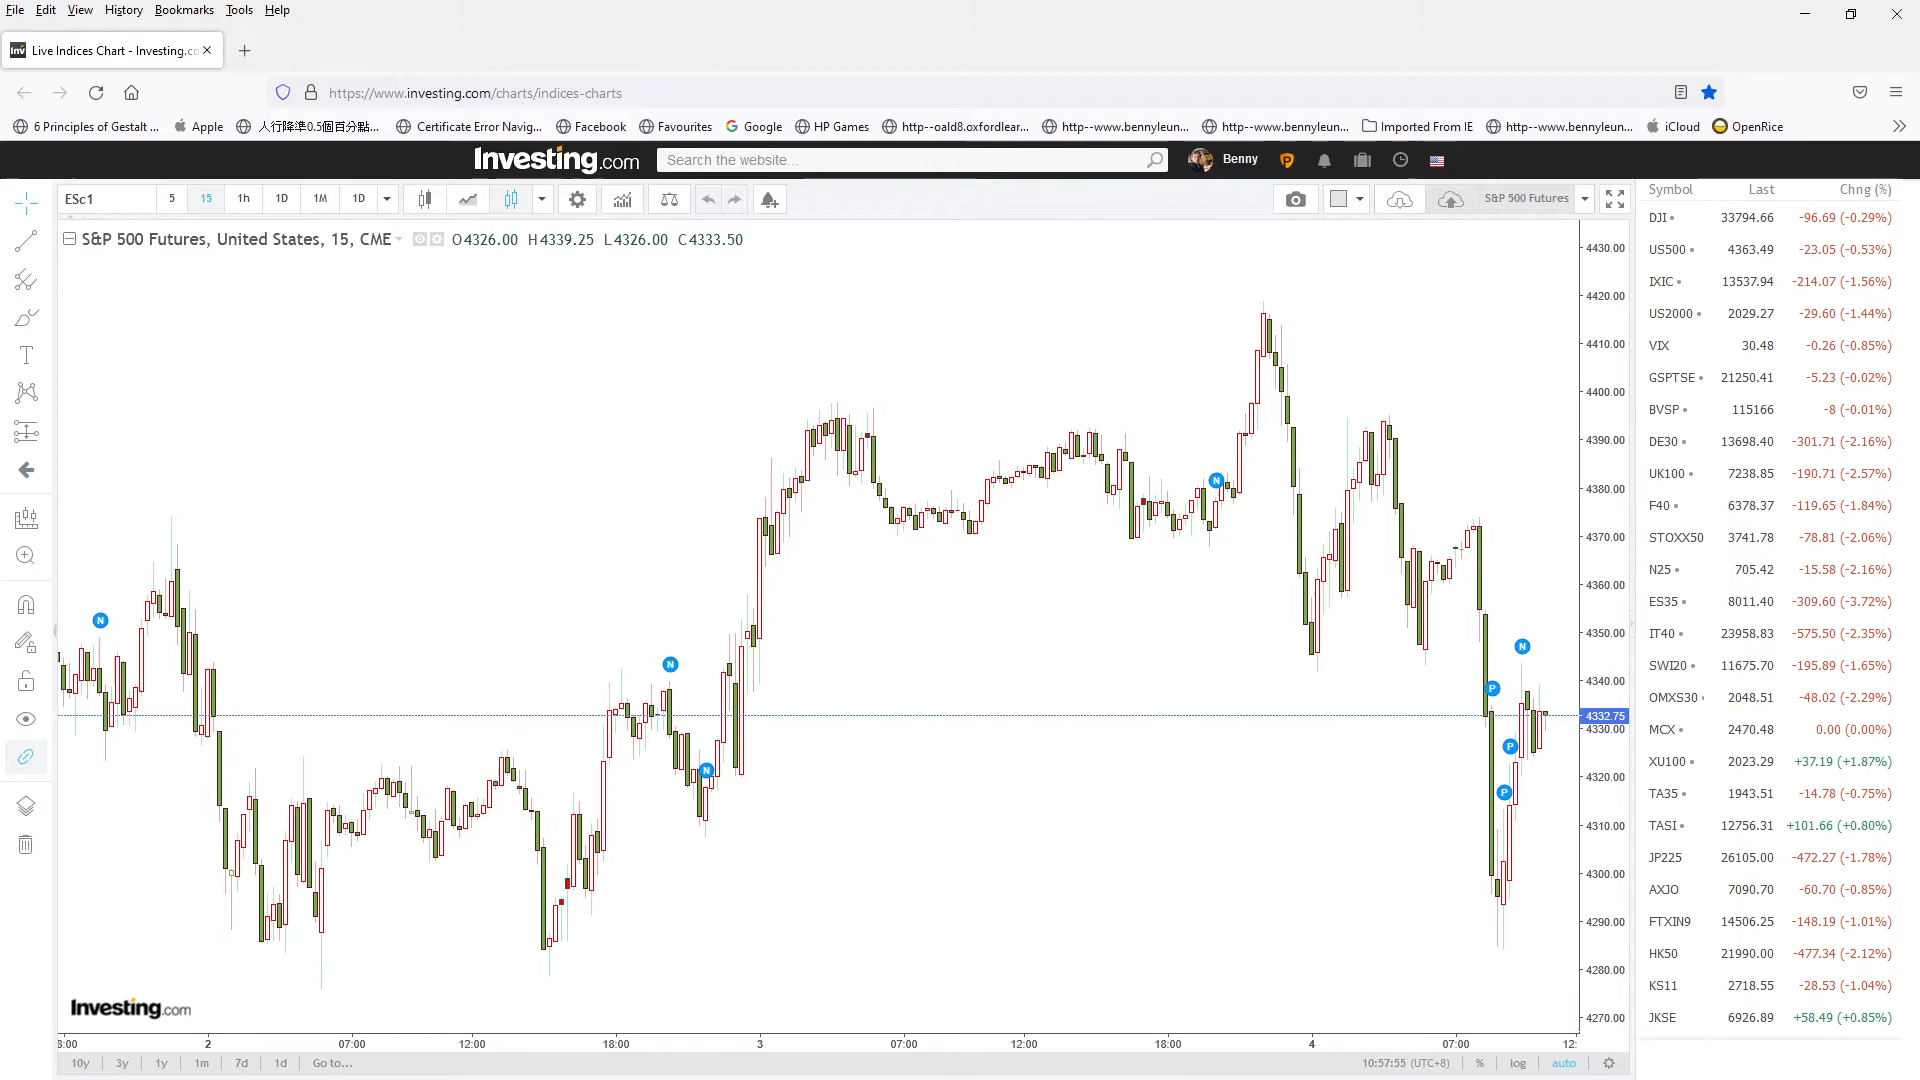 File Edit View History Bookmarks Tools Help
Live Indices Chart - Investing.co
https://www.investing.com/charts/indices-charts
6 Principles of Gestalt ... Apple 人行降準0.5個百分點... Certificate Error Navig... Facebook Favourites Google HP Games http--oald8.oxfordlear... http--www.bennyleun... http--www.bennyleun... Imported From IE http--www.bennyleun... iCloud OpenRice
Investing.com Search the website... Benny
ESc1 5 15 1h 1D 1M 1D S&P 500 Futures
S&P 500 Futures, United States, 15, CME O4326.00 H4339.25 L4326.00 C4333.50
4430.00
4420.00
4410.00
4400.00
4390.00
4380.00
4370.00
4360.00
4350.00
4340.00
4332.75
4330.00
4320.00
4310.00
4300.00
4290.00
4280.00
4270.00
N
N
N
N
N
P
P
P
Investing.com
8:00 2 07:00 12:00 18:00 3 07:00 12:00 18:00 4 07:00 12:
10y 3y 1y 1m 7d 1d Go to... 10:57:55 (UTC+8) % log auto
Symbol Last Chng (%)
DJI 33794.66 -96.69 (-0.29%)
US500 4363.49 -23.05 (-0.53%)
IXIC 13537.94 -214.07 (-1.56%)
US2000 2029.27 -29.60 (-1.44%)
VIX 30.48 -0.26 (-0.85%)
GSPTSE 21250.41 -5.23 (-0.02%)
BVSP 115166 -8 (-0.01%)
DE30 13698.40 -301.71 (-2.16%)
UK100 7238.85 -190.71 (-2.57%)
F40 6378.37 -119.65 (-1.84%)
STOXX50 3741.78 -78.81 (-2.06%)
N25 705.42 -15.58 (-2.16%)
ES35 8011.40 -309.60 (-3.72%)
IT40 23958.83 -575.50 (-2.35%)
SWI20 11675.70 -195.89 (-1.65%)
OMXS30 2048.51 -48.02 (-2.29%)
MCX 2470.48 0.00 (0.00%)
XU100 2023.29 +37.19 (+1.87%)
TA35 1943.51 -14.78 (-0.75%)
TASI 12756.31 +101.66 (+0.80%)
JP225 26105.00 -472.27 (-1.78%)
AXJO 7090.70 -60.70 (-0.85%)
FTXIN9 14506.25 -148.19 (-1.01%)
HK50 21990.00 -477.34 (-2.12%)
KS11 2718.55 -28.53 (-1.04%)
JKSE 6926.89 +58.49 (+0.85%)